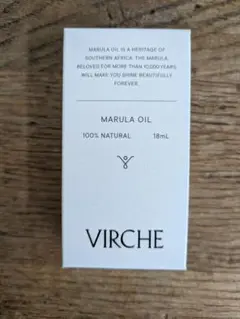 MARULA OIL IS A HERITAGE OF
SOUTHERN AFRICA. THE MARULA,
BELOVED FOR MORE THAN 10,000 YEARS,
WILL MAKE YOU SHINE BEAUTIFULLY
FOREVER.
MARULA OIL
100% NATURAL 18mL
VIRCHE